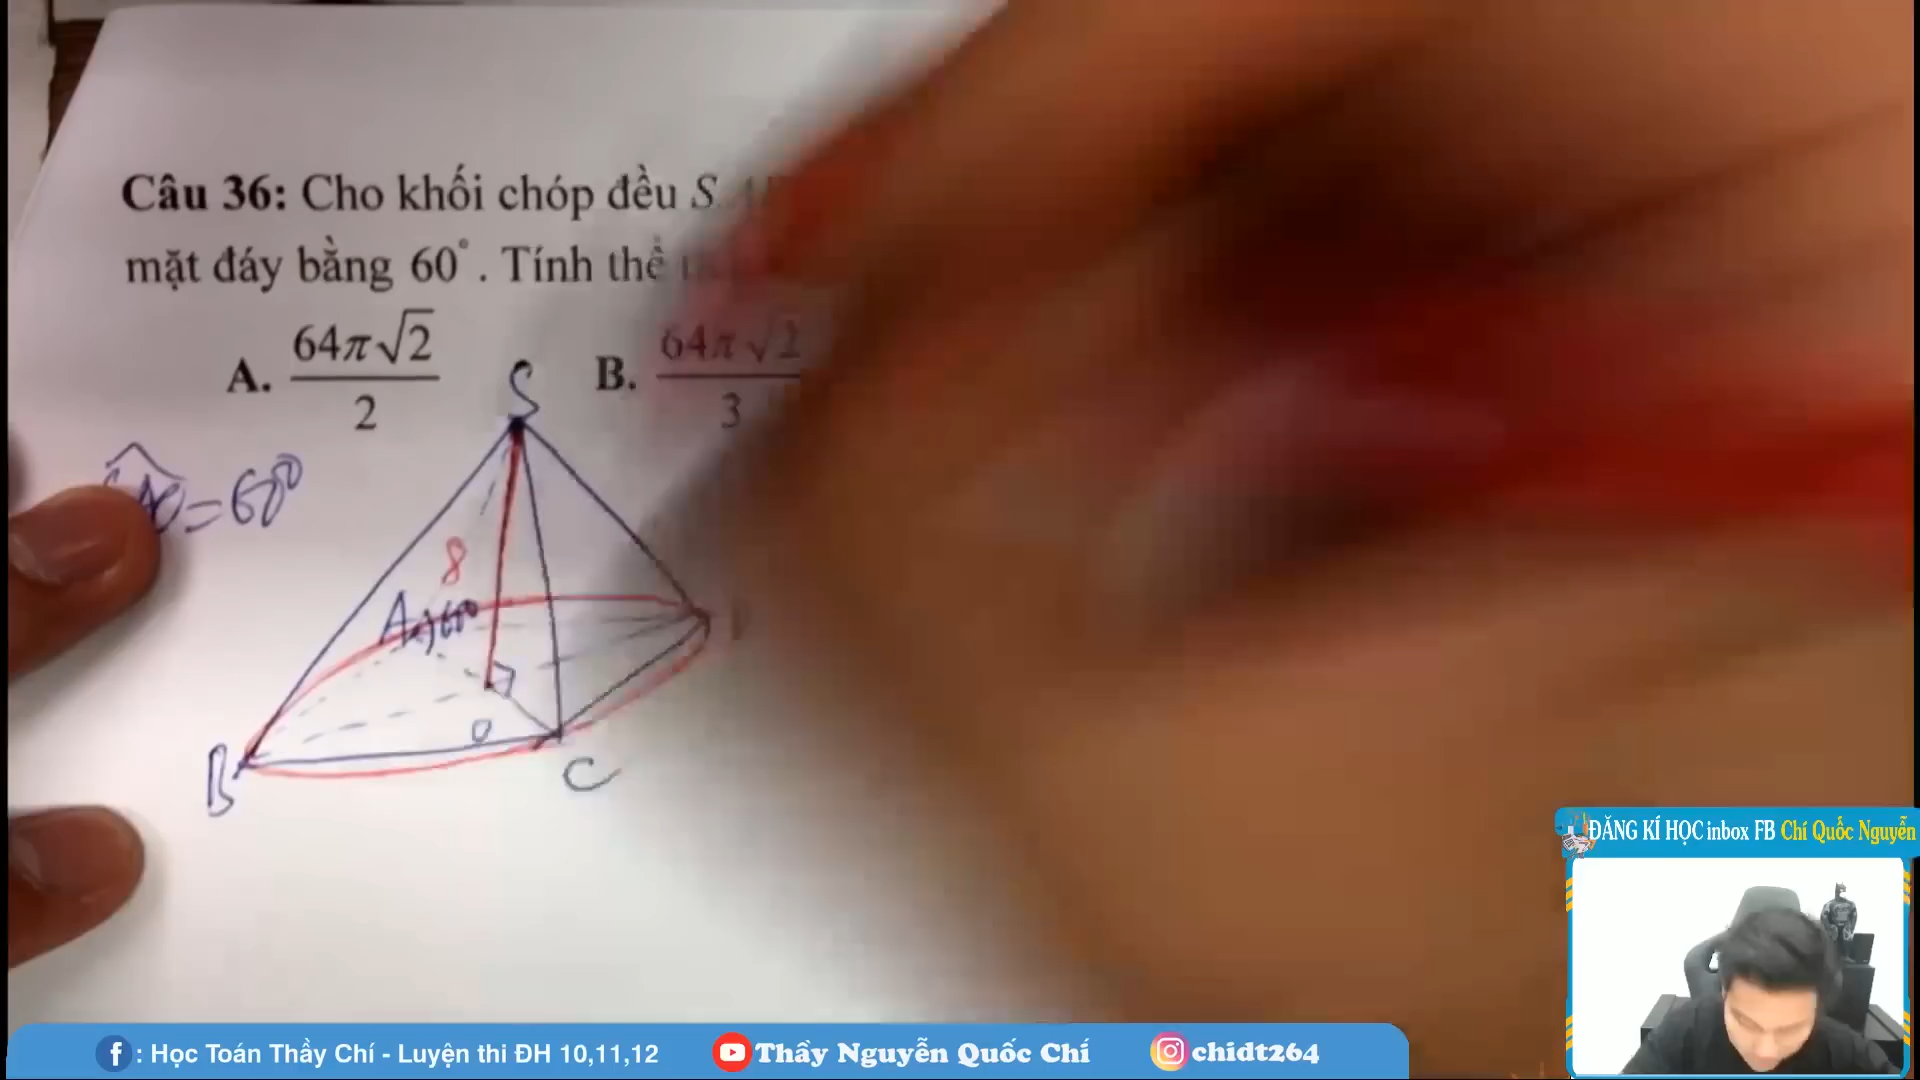 Câu 36: Cho khối chóp đều S.
mặt đáy bằng 60°. Tính thể
A. 64π√2 / 2
B. 64π√2 / 3
= 60°
S
8
A
60°
O
B
C
ĐĂNG KÍ HỌC inbox FB Chí Quốc Nguyễn
: Học Toán Thầy Chí - Luyện thi ĐH 10,11,12
Thầy Nguyễn Quốc Chí
chidt264